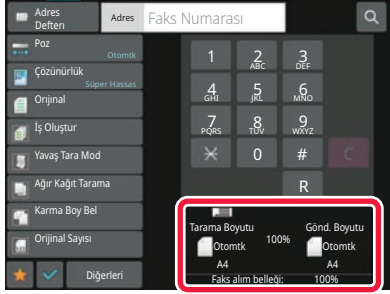 Adres
Defteri
Adres
Faks Numarası
Poz
Otomtk
Çözünürlük
Süper Hassas
Orijinal
İş Oluştur
Yavaş Tara Mod
Ağır Kağıt Tarama
Karma Boy Bel
Orijinal Sayısı
Diğerleri
1
2 ABC
3 DEF
4 GHI
5 JKL
6 MNO
7 PQRS
8 TUV
9 WXYZ
0
#
C
R
Tarama Boyutu
Gönd. Boyutu
Otomtk
100%
Otomtk
A4
A4
Faks alım belleği: 100%